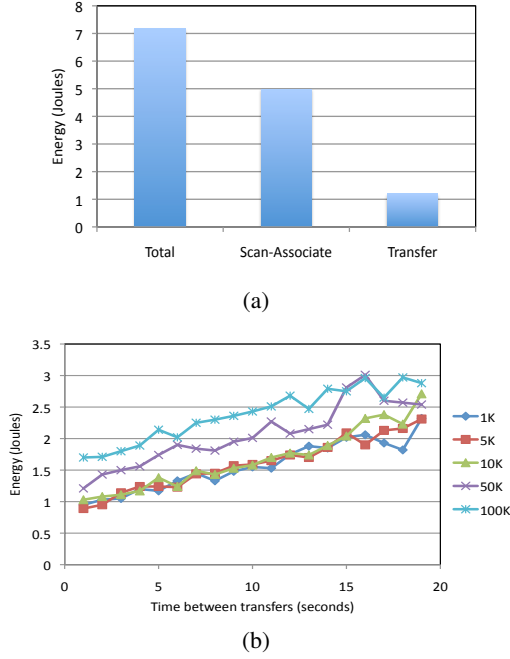 8
7
6
5
4
3
2
1
0
Energy (Joules)
Total Scan-Associate Transfer
(a)
3.5
3
2.5
2
1.5
1
0.5
0
Energy (Joules)
0 5 10 15 20
Time between transfers (seconds)
1K
5K
10K
50K
100K
(b)